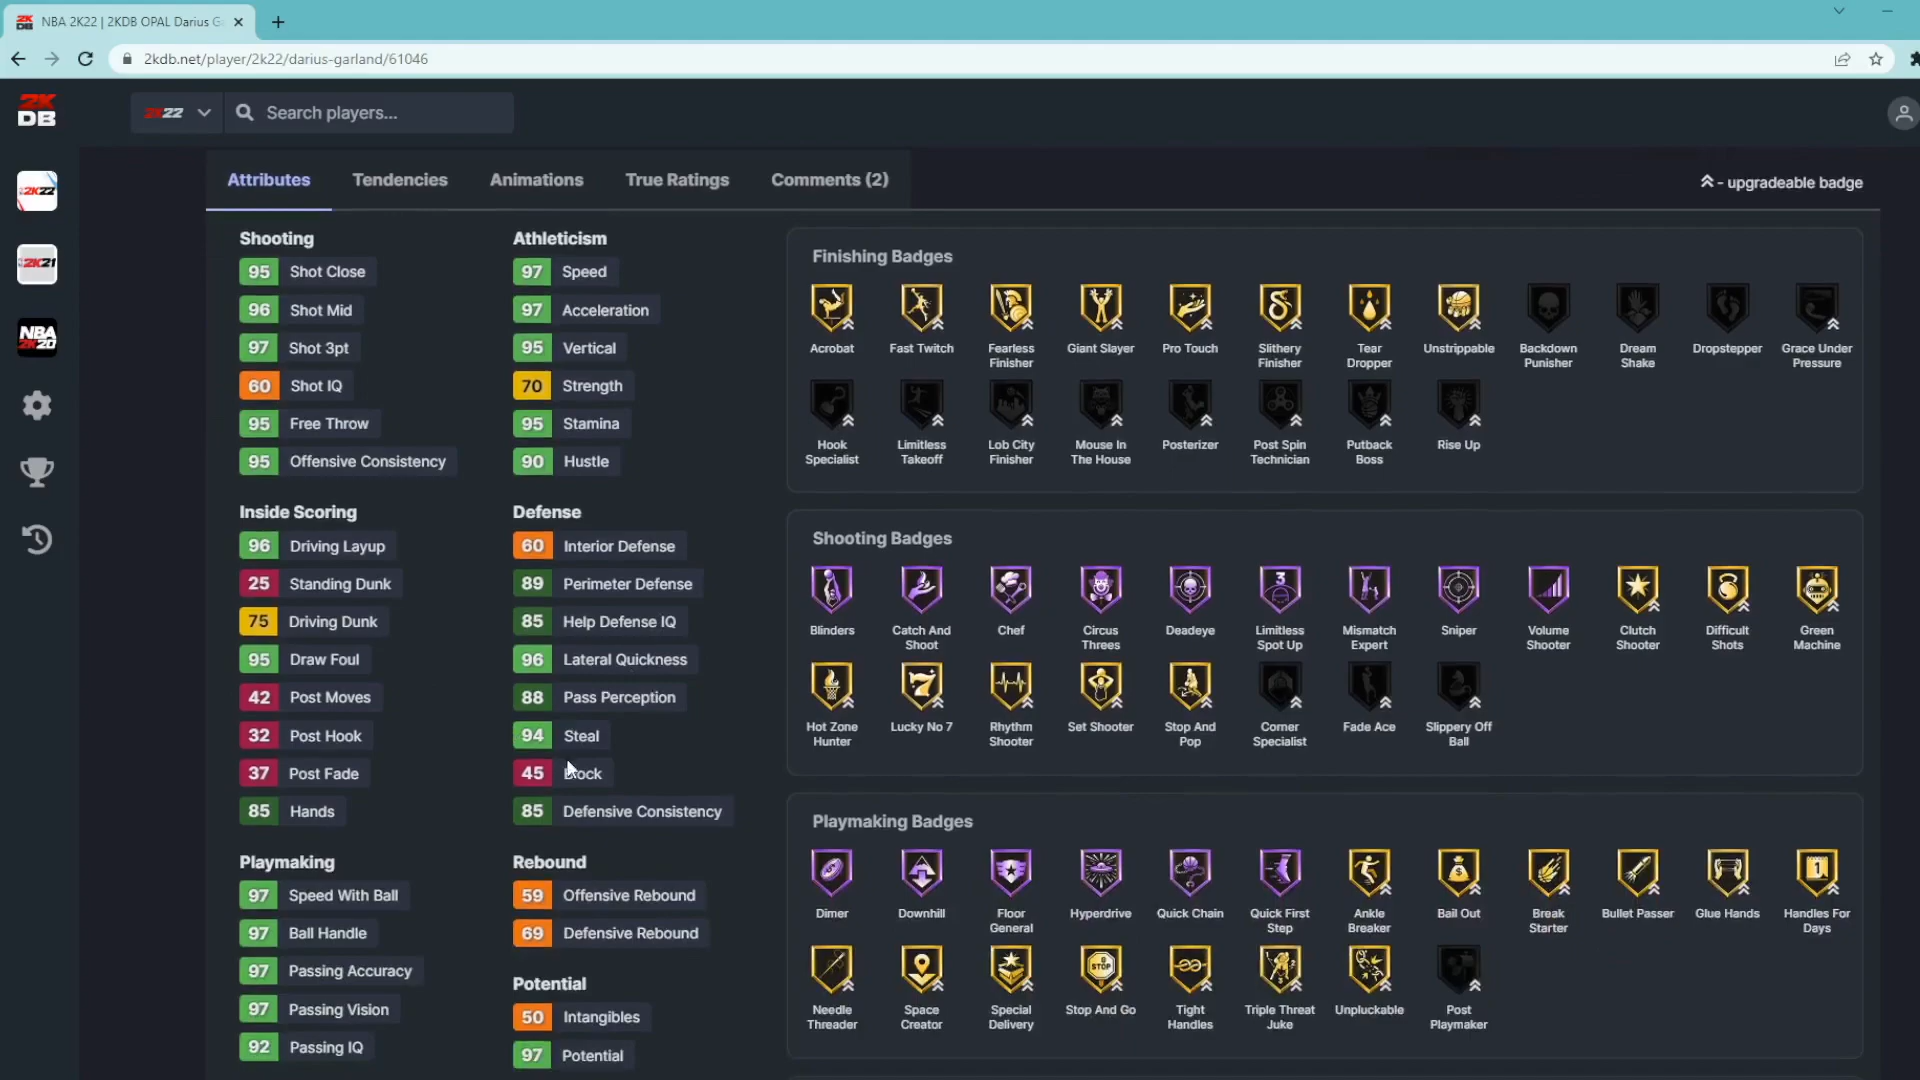 NBA 2K22 | 2KDB OPAL Darius G
2kdb.net/player/2k22/darius-garland/61046
2K
DB
2K22
Search players...
2K22
2K21
NBA
2K20
Attributes
Tendencies
Animations
True Ratings
Comments (2)
- upgradeable badge
Shooting
95 Shot Close
96 Shot Mid
97 Shot 3pt
60 Shot IQ
95 Free Throw
95 Offensive Consistency
Inside Scoring
96 Driving Layup
25 Standing Dunk
75 Driving Dunk
95 Draw Foul
42 Post Moves
32 Post Hook
37 Post Fade
85 Hands
Playmaking
97 Speed With Ball
97 Ball Handle
97 Passing Accuracy
97 Passing Vision
92 Passing IQ
Athleticism
97 Speed
97 Acceleration
95 Vertical
70 Strength
95 Stamina
90 Hustle
Defense
60 Interior Defense
89 Perimeter Defense
85 Help Defense IQ
96 Lateral Quickness
88 Pass Perception
94 Steal
45 Block
85 Defensive Consistency
Rebound
59 Offensive Rebound
69 Defensive Rebound
Potential
50 Intangibles
97 Potential
Finishing Badges
Acrobat
Fast Twitch
Fearless
Finisher
Giant Slayer
Pro Touch
Slithery
Finisher
Tear
Dropper
Unstrippable
Backdown
Punisher
Dream
Shake
Dropstepper
Grace Under
Pressure
Hook
Specialist
Limitless
Takeoff
Lob City
Finisher
Mouse In
The House
Posterizer
Post Spin
Technician
Putback
Boss
Rise Up
Shooting Badges
Blinders
Catch And
Shoot
Chef
Circus
Threes
Deadeye
3
Limitless
Spot Up
Mismatch
Expert
Sniper
Volume
Shooter
Clutch
Shooter
Difficult
Shots
Green
Machine
Hot Zone
Hunter
7
Lucky No 7
Rhythm
Shooter
Set Shooter
Stop And
Pop
Corner
Specialist
Fade Ace
Slippery Off
Ball
Playmaking Badges
Dimer
Downhill
Floor
General
Hyperdrive
Quick Chain
Quick First
Step
Ankle
Breaker
$
Bail Out
Break
Starter
Bullet Passer
Glue Hands
1
Handles For
Days
Needle
Threader
Space
Creator
Special
Delivery
STOP
Stop And Go
Tight
Handles
Triple Threat
Juke
Unpluckable
Post
Playmaker